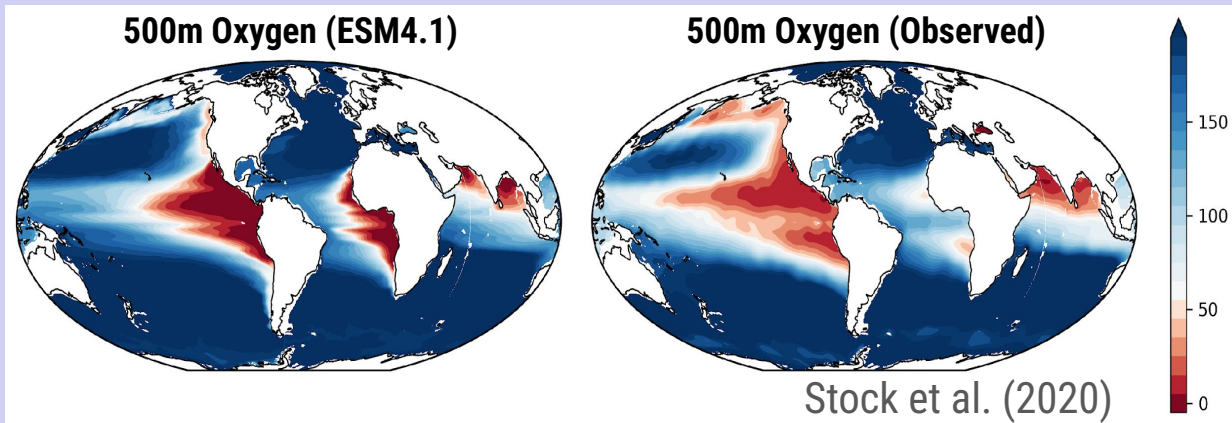 500m Oxygen (ESM4.1)
500m Oxygen (Observed)
150
100
50
0
Stock et al. (2020)